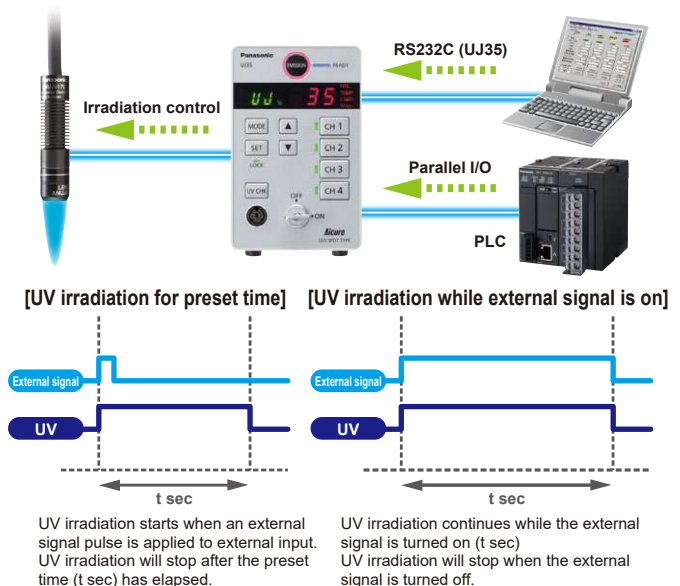 RS232C (UJ35)
Panasonic
UJ35
EMISSION
READY
UJ %
35
Irradiation control
MODE
CH 1
SET
CH 2
LOCK
CH 3
UV CHK
CH 4
OFF
ON
Aicure
LED SPOT TYPE
Parallel I/O
PLC
[UV irradiation for preset time]
[UV irradiation while external signal is on]
External signal
UV
t sec
External signal
UV
t sec
UV irradiation starts when an external
signal pulse is applied to external input.
UV irradiation will stop after the preset
time (t sec) has elapsed.
UV irradiation continues while the external
signal is turned on (t sec)
UV irradiation will stop when the external
signal is turned off.